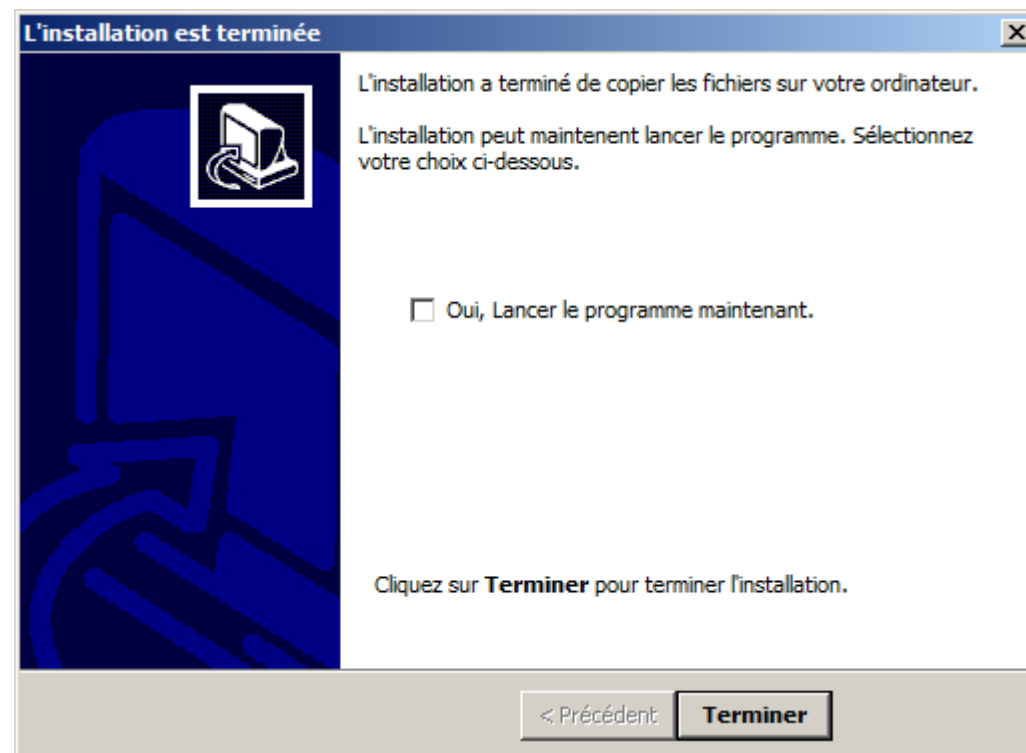 L'installation est terminée
L'installation a terminé de copier les fichiers sur votre ordinateur.
L'installation peut maintenent lancer le programme. Sélectionnez
votre choix ci-dessous.
Oui, Lancer le programme maintenant.
Cliquez sur Terminer pour terminer l'installation.
< Précédent
Terminer